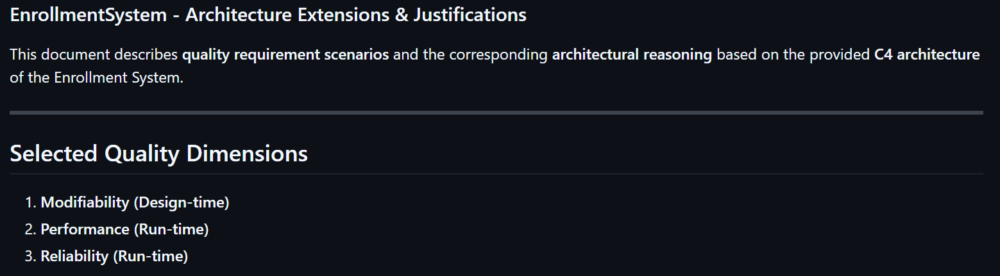 EnrollmentSystem - Architecture Extensions & Justifications
This document describes quality requirement scenarios and the corresponding architectural reasoning based on the provided C4 architecture
of the Enrollment System.
Selected Quality Dimensions
1. Modifiability (Design-time)
2. Performance (Run-time)
3. Reliability (Run-time)